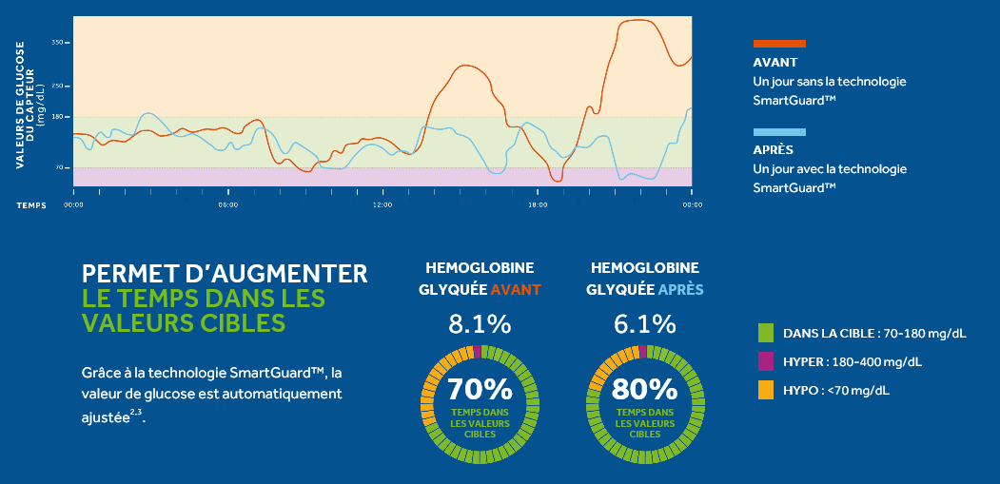 VALEURS DE GLUCOSE
DU CAPTEUR
(mg/dL)
350
250
180
70
TEMPS
00:00
06:00
12:00
18:00
00:00
AVANT
Un jour sans la technologie
SmartGuard™
APRÈS
Un jour avec la technologie
SmartGuard™
PERMET D'AUGMENTER
LE TEMPS DANS LES
VALEURS CIBLES
Grâce à la technologie SmartGuard™, la
valeur de glucose est automatiquement
ajustée2,3.
HEMOGLOBINE
GLYQUÉE AVANT
8.1%
70%
TEMPS DANS
LES VALEURS
CIBLES
HEMOGLOBINE
GLYQUÉE APRÈS
6.1%
80%
TEMPS DANS
LES VALEURS
CIBLES
DANS LA CIBLE : 70-180 mg/dL
HYPER : 180-400 mg/dL
HYPO : <70 mg/dL